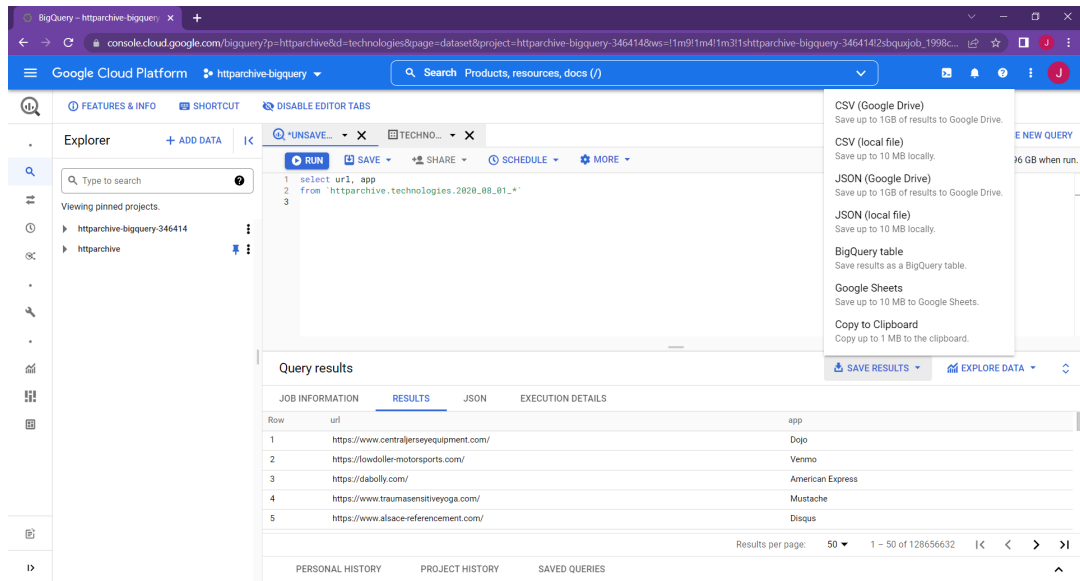 BigQuery – httparchive-bigquery
console.cloud.google.com/bigquery?p=httparchive&d=technologies&page=dataset&project=httparchive-bigquery-346414&ws=!1m9!1m4!1m3!1shttparchive-bigquery-346414!2sbquxjob_1998c...
J
Google Cloud Platform
httparchive-bigquery
Search Products, resources, docs (/)
J
FEATURES & INFO
SHORTCUT
DISABLE EDITOR TABS
Explorer
+ ADD DATA
*UNSAVE...
TECHNO...
E NEW QUERY
RUN
SAVE
SHARE
SCHEDULE
MORE
96 GB when run.
Type to search
Viewing pinned projects.
httparchive-bigquery-346414
httparchive
1 select url, app
2 from `httparchive.technologies.2020_08_01_*`
3
CSV (Google Drive)
Save up to 1GB of results to Google Drive.
CSV (local file)
Save up to 10 MB locally.
JSON (Google Drive)
Save up to 1GB of results to Google Drive.
JSON (local file)
Save up to 10 MB locally.
BigQuery table
Save results as a BigQuery table.
Google Sheets
Save up to 10 MB to Google Sheets.
Copy to Clipboard
Copy up to 1 MB to the clipboard.
Query results
SAVE RESULTS
EXPLORE DATA
JOB INFORMATION
RESULTS
JSON
EXECUTION DETAILS
Row url app
1 https://www.centraljerseyequipment.com/ Dojo
2 https://lowdoller-motorsports.com/ Venmo
3 https://dabolly.com/ American Express
4 https://www.traumasensitiveyoga.com/ Mustache
5 https://www.alsace-referencement.com/ Disqus
Results per page: 50 1 – 50 of 128656632
PERSONAL HISTORY
PROJECT HISTORY
SAVED QUERIES